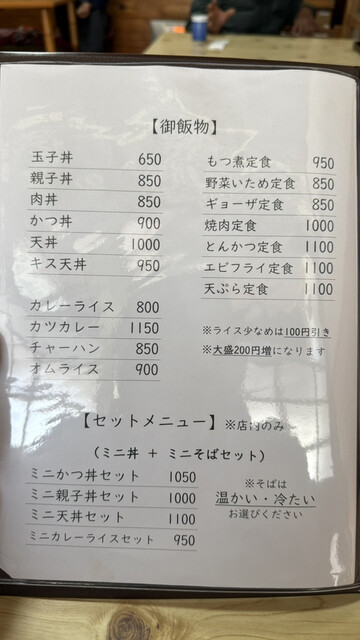 【御飯物】
玉子丼 650
親子丼 850
肉丼 850
かつ丼 900
天丼 1000
キス天丼 950
カレーライス 800
カツカレー 1150
チャーハン 850
オムライス 900
もつ煮定食 950
野菜いため定食 850
ギョーザ定食 850
焼肉定食 1000
とんかつ定食 1100
エビフライ定食 1100
天ぷら定食 1100
※ライス少なめは100円引き
※大盛200円増になります
【セットメニュー】※店内のみ
(ミニ丼 + ミニそばセット)
ミニかつ丼セット 1050
ミニ親子丼セット 1000
ミニ天丼セット 1100
ミニカレーライスセット 950
※そばは
温かい・冷たい
お選びください